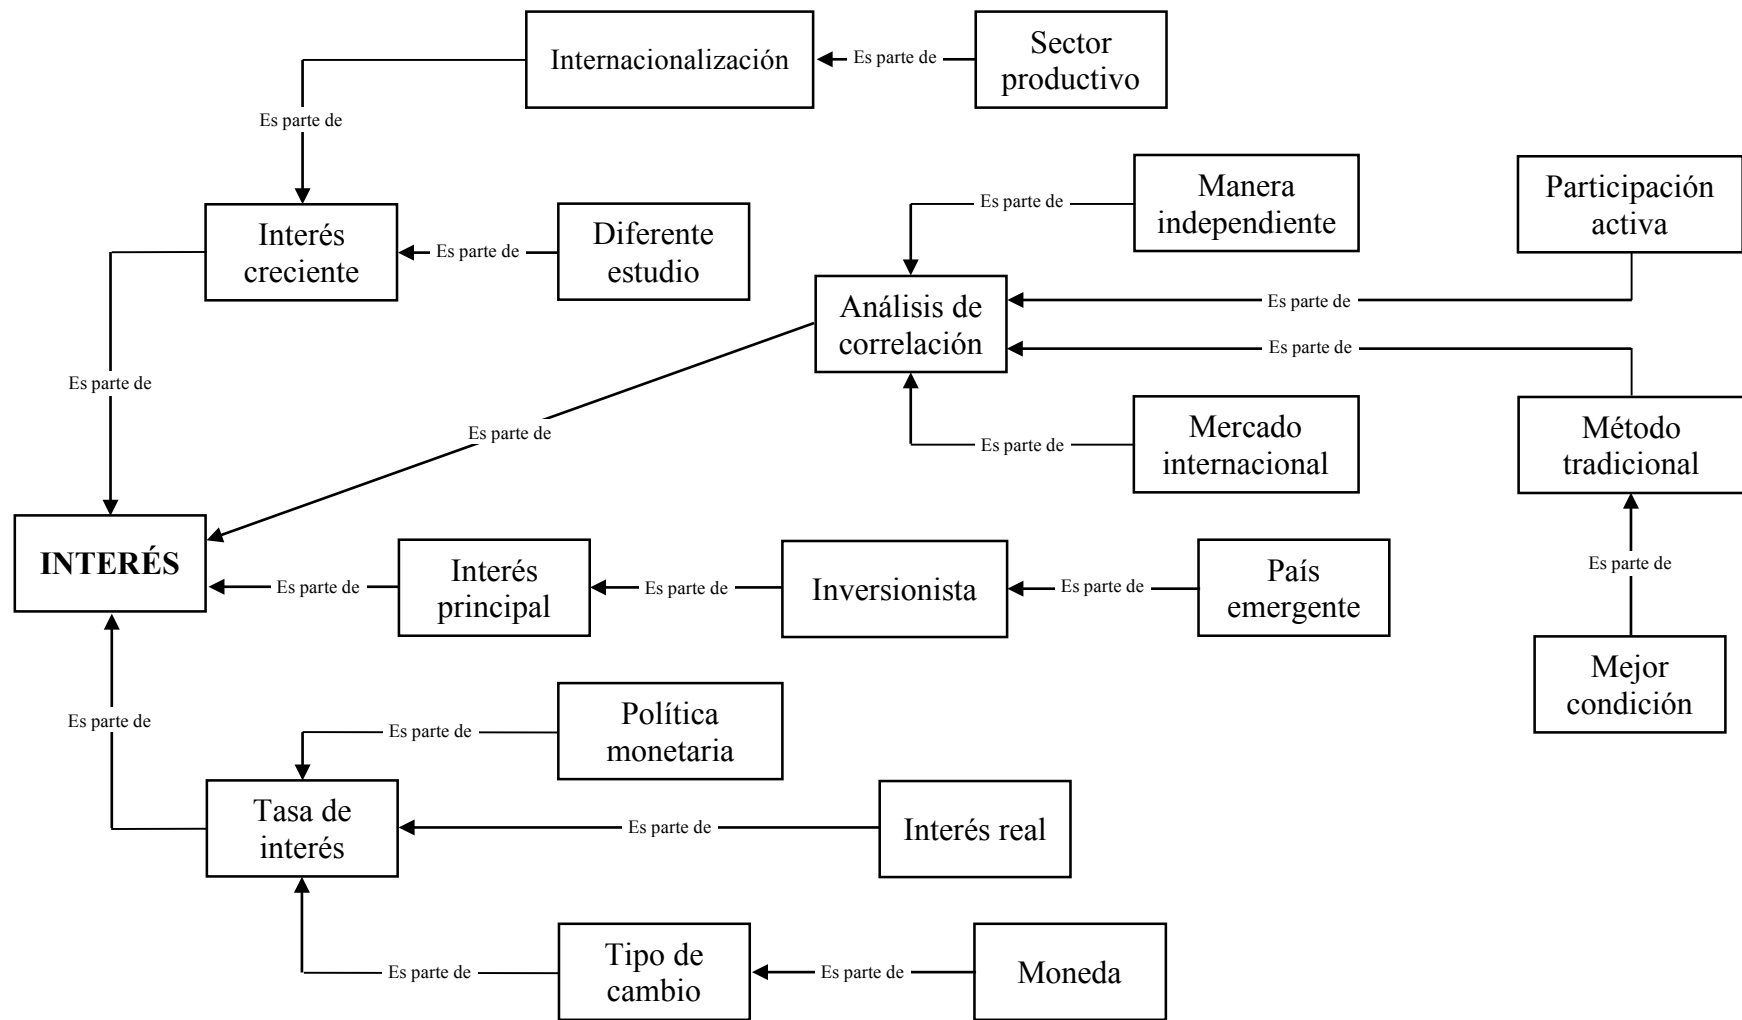 Internacionalización
Es parte de
Sector
productivo
Es parte de
Manera
independiente
Es parte de
Participación
activa
Interés
creciente
Es parte de
Diferente
estudio
Análisis de
correlación
Es parte de
Es parte de
Es parte de
Es parte de
Mercado
internacional
Es parte de
Método
tradicional
INTERÉS
Es parte de
Interés
principal
Es parte de
Inversionista
Es parte de
País
emergente
Es parte de
Mejor
condición
Es parte de
Política
monetaria
Es parte de
Tasa de
interés
Es parte de
Interés real
Es parte de
Tipo de
cambio
Es parte de
Moneda